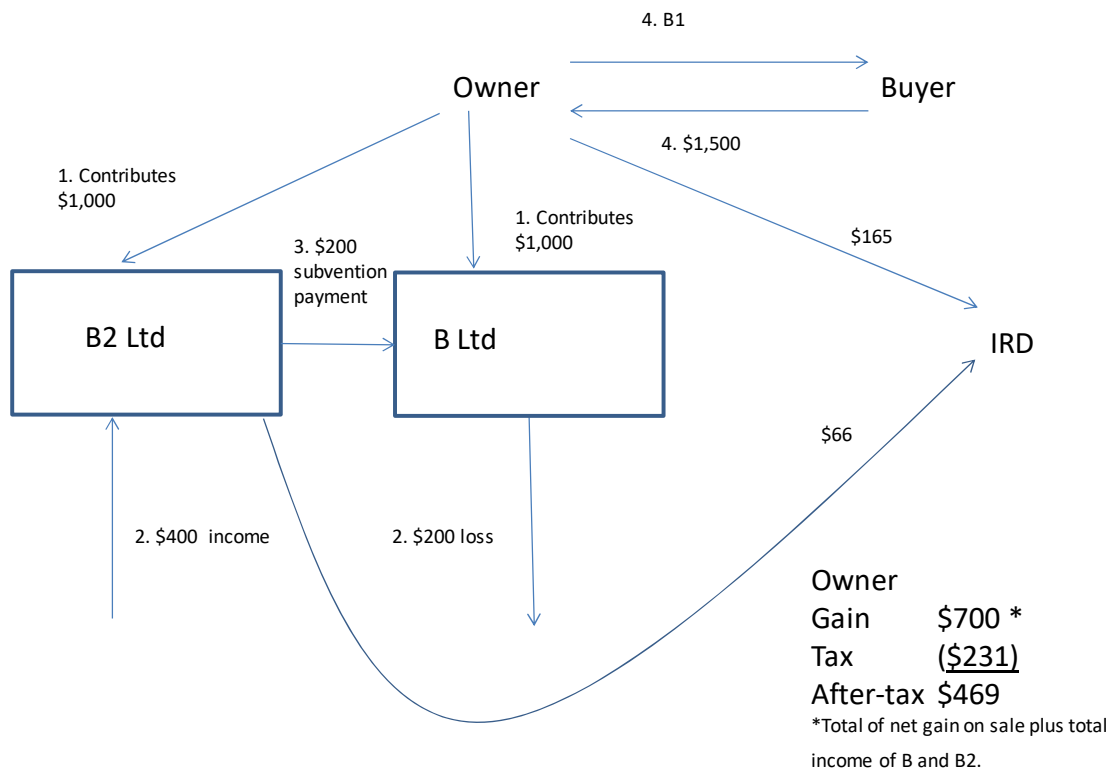 4. B1
Owner
Buyer
4. $1,500
1. Contributes
$1,000
1. Contributes
$1,000
3. $200
subvention
payment
$165
B2 Ltd
B Ltd
IRD
$66
2. $400 income
2. $200 loss
Owner
Gain $700 *
Tax ($231)
After-tax $469
*Total of net gain on sale plus total
income of B and B2.